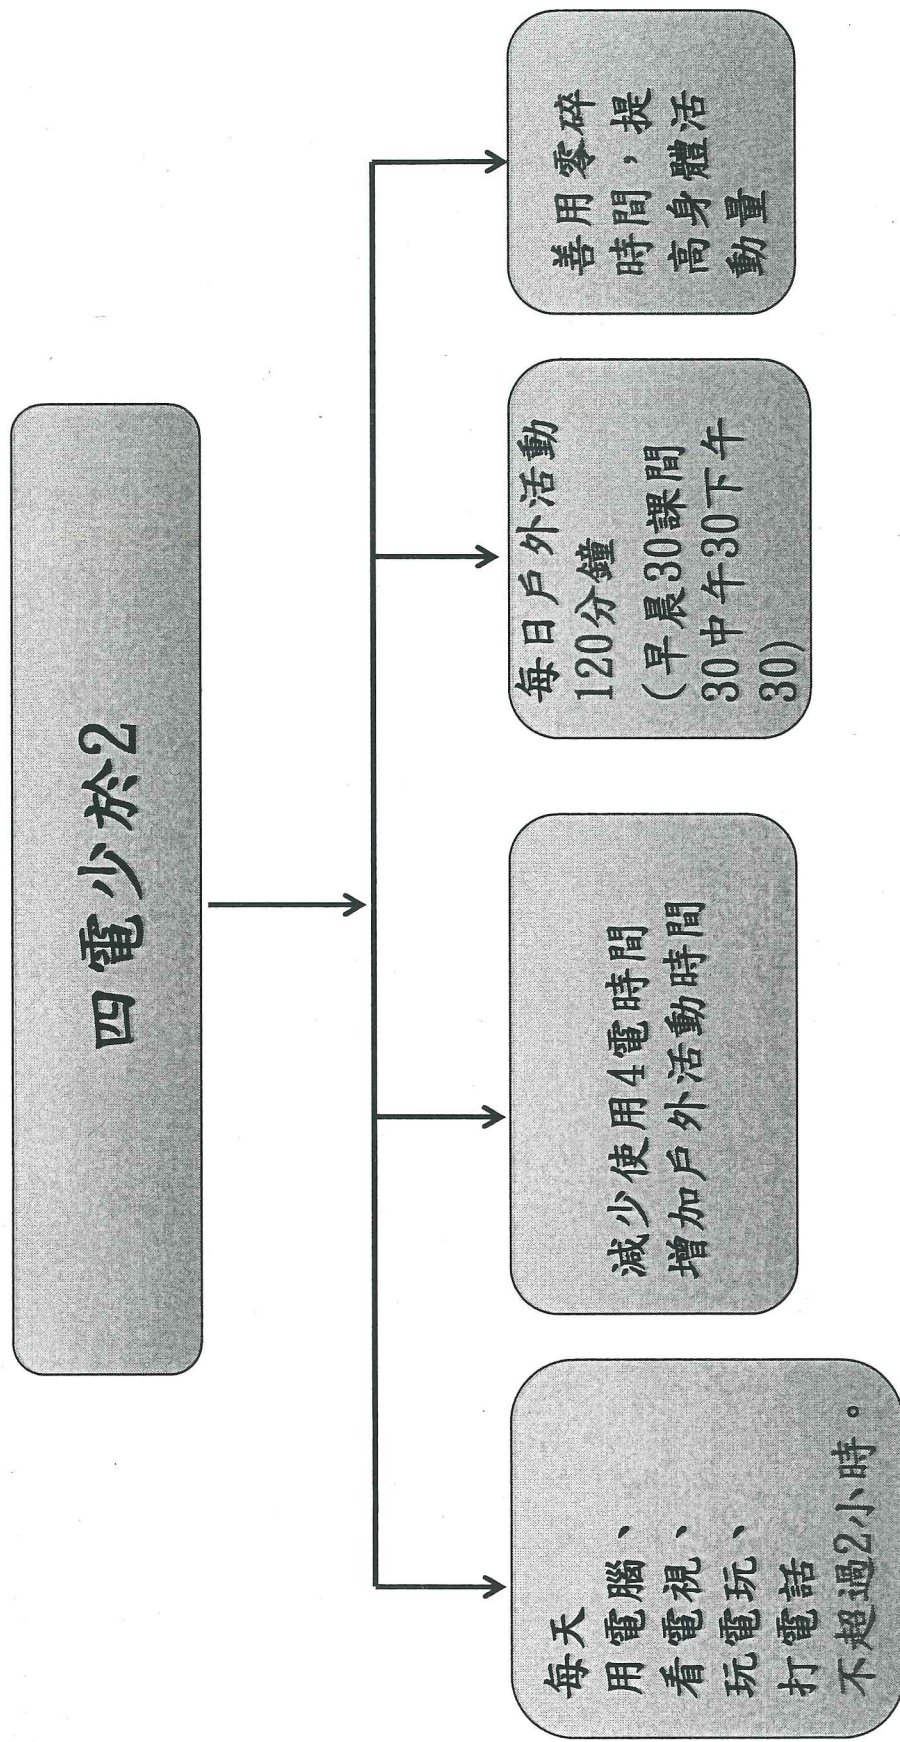 四電少於2
每天
用電腦、
看電視、
玩電玩、
打電話
不超過2小時。
減少使用4電時間
增加戶外活動時間
每日戶外活動
120分鐘
(早晨30課間
30中午30下午
30)
善用零碎
時間，提
高身體活
動量